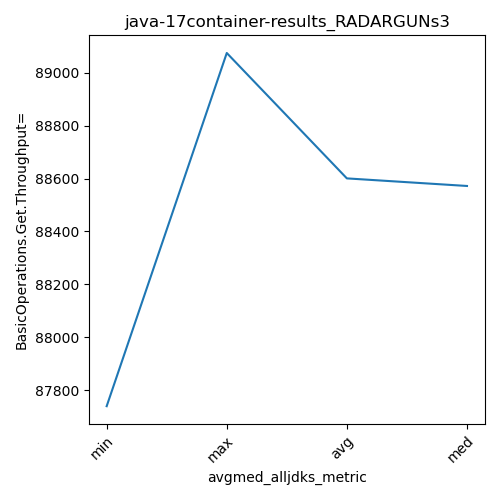 java-17container-results_RADARGUNs3
BasicOperations.Get.Throughput=
89000
88800
88600
88400
88200
88000
87800
min
max
avg
med
avgmed_alljdks_metric